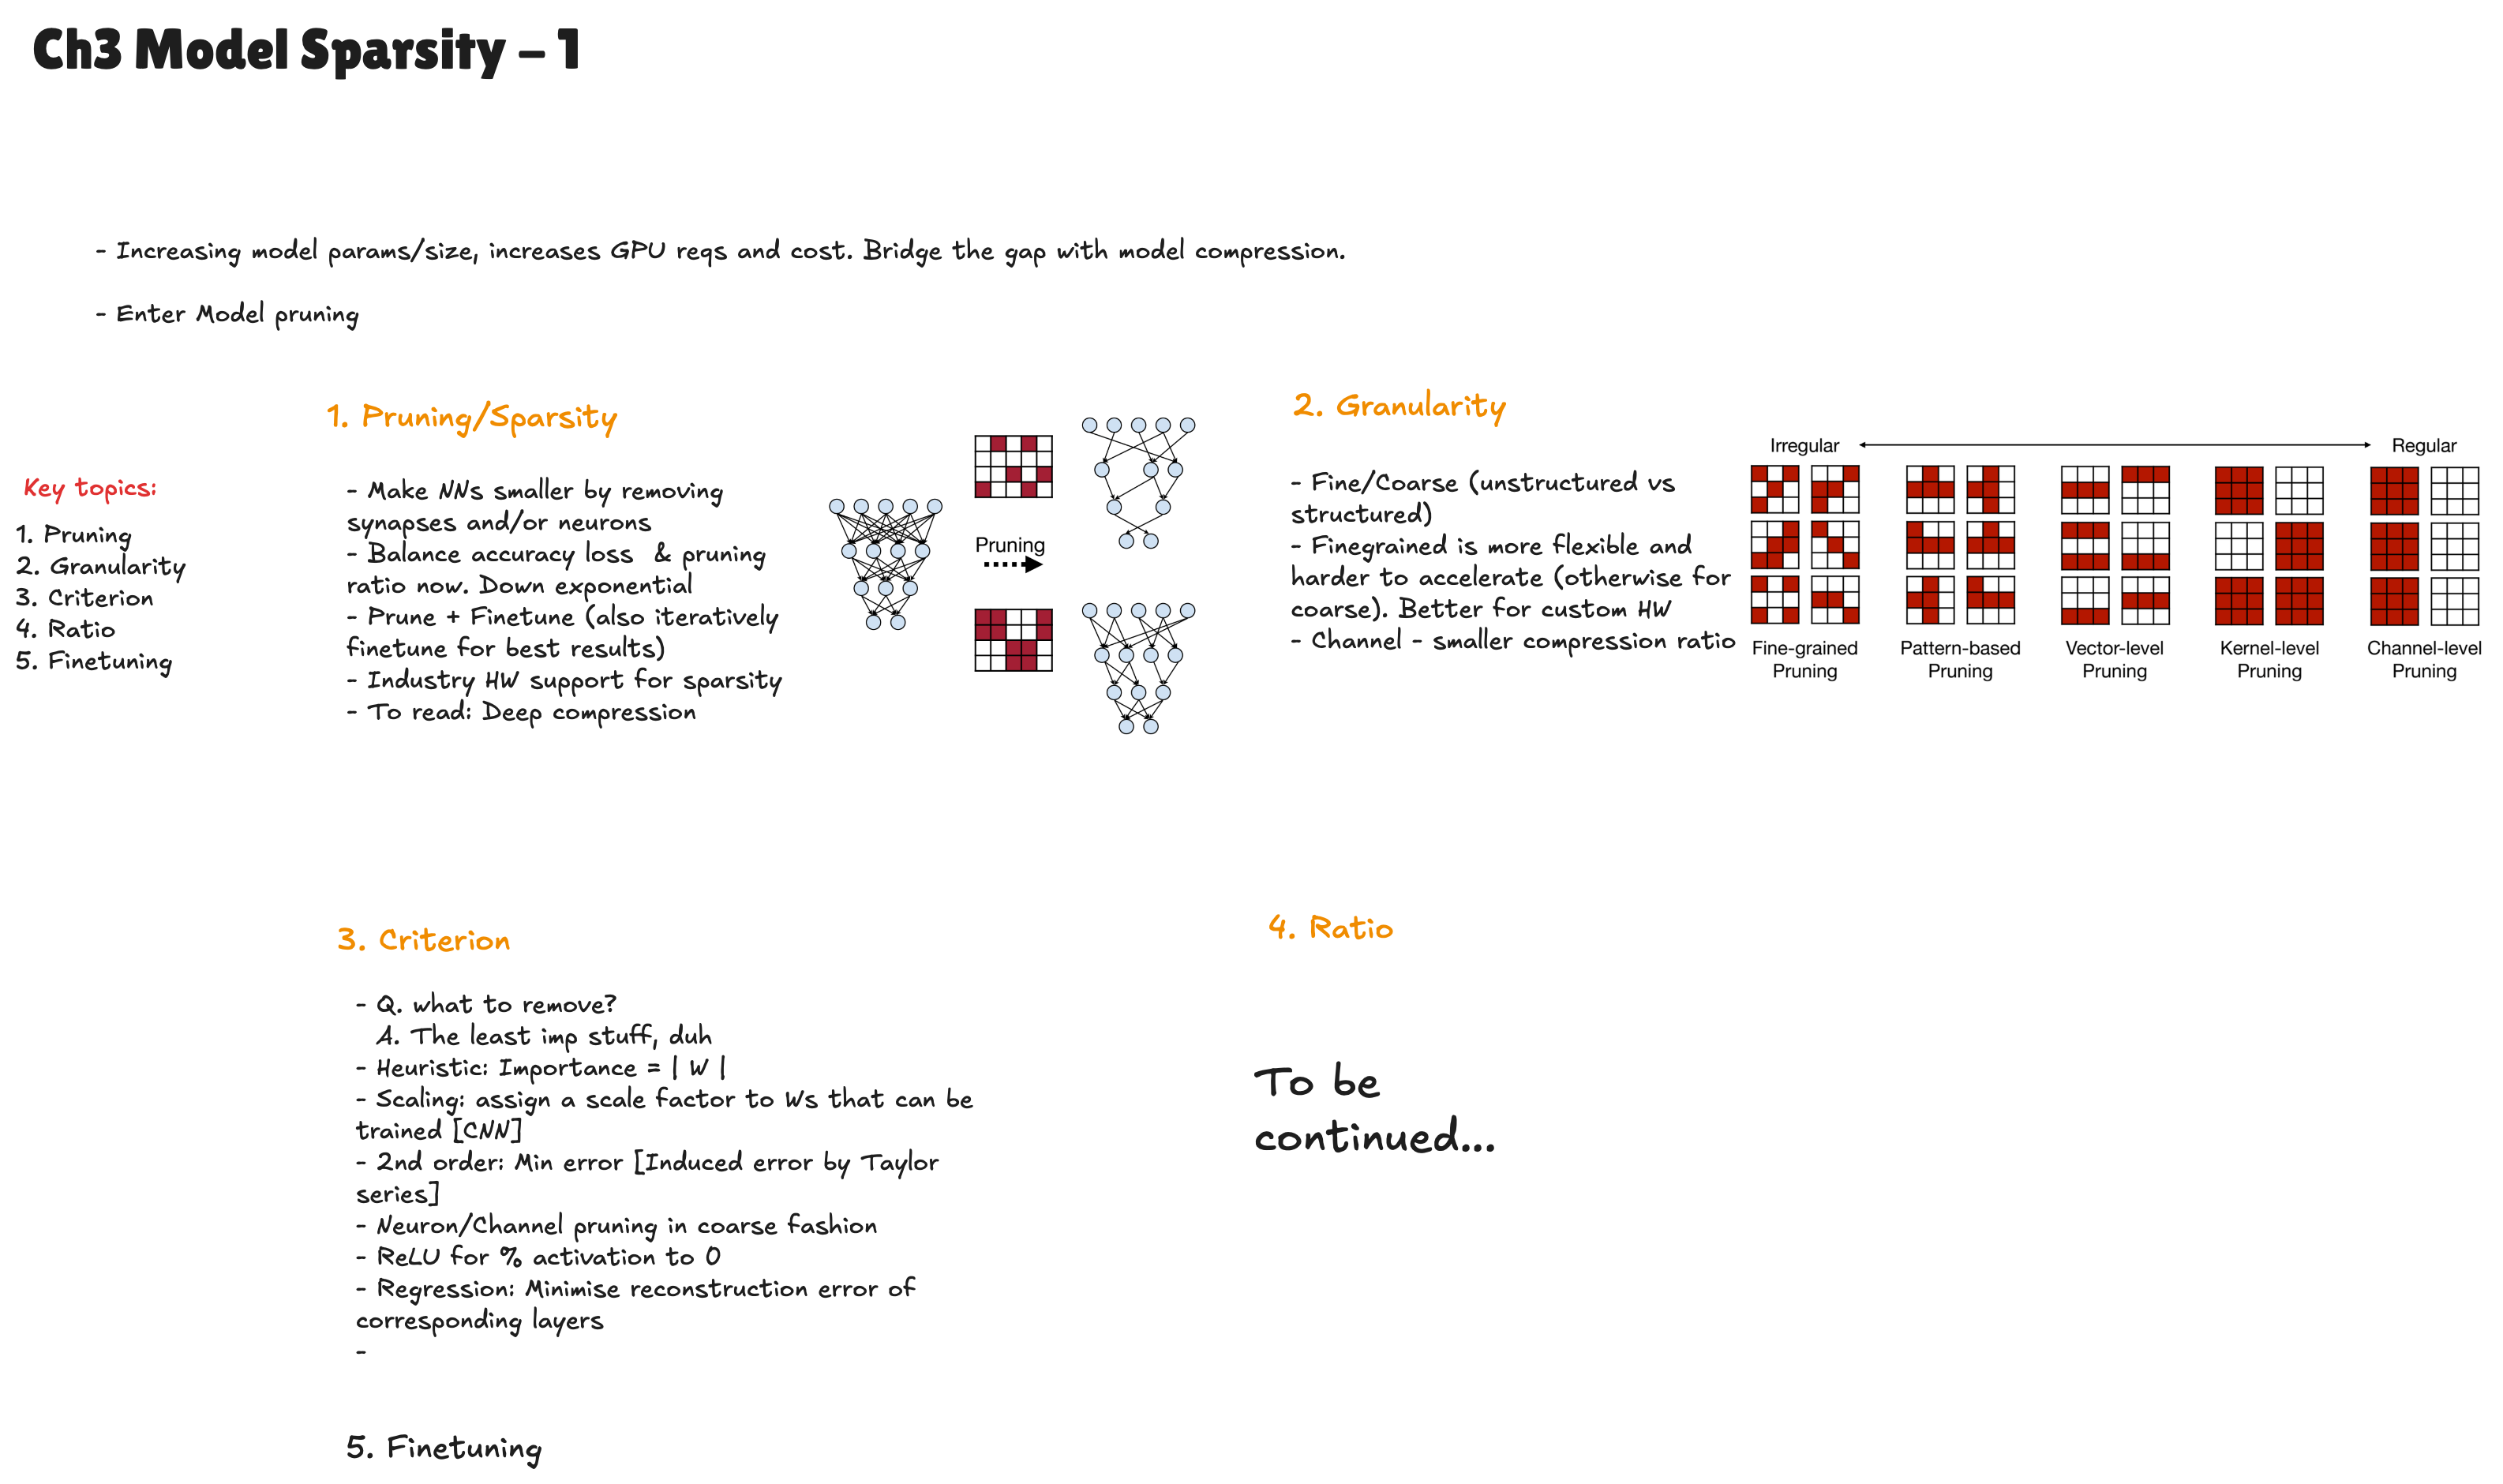 Ch3 Model Sparsity – 1
- Increasing model params/size, increases GPU reqs and cost. Bridge the gap with model compression.
- Enter Model pruning
Key topics:
1. Pruning
2. Granularity
3. Criterion
4. Ratio
5. Finetuning
1. Pruning/Sparsity
- Make NNs smaller by removing
synapses and/or neurons
- Balance accuracy loss  & pruning
ratio now. Down exponential
- Prune + Finetune (also iteratively
finetune for best results)
- Industry HW support for sparsity
- To read: Deep compression
Pruning
2. Granularity
- Fine/Coarse (unstructured vs
structured)
- Finegrained is more flexible and
harder to accelerate (otherwise for
coarse). Better for custom HW
- Channel - smaller compression ratio
Irregular
Regular
Fine-grained
Pruning
Pattern-based
Pruning
Vector-level
Pruning
Kernel-level
Pruning
Channel-level
Pruning
3. Criterion
- Q. what to remove?
A. The least imp stuff, duh
- Heuristic: Importance = | W |
- Scaling: assign a scale factor to Ws that can be
trained [CNN]
- 2nd order: Min error [Induced error by Taylor
series]
- Neuron/Channel pruning in coarse fashion
- ReLU for % activation to 0
- Regression: Minimise reconstruction error of
corresponding layers
-
4. Ratio
To be
continued...
5. Finetuning